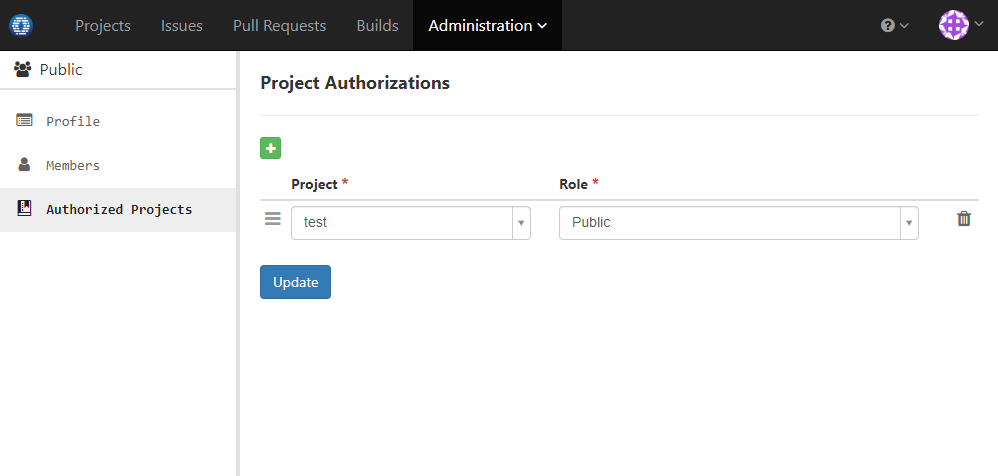 Projects Issues Pull Requests Builds Administration
Public
Project Authorizations
Profile
Members
Authorized Projects
Project * Role *
test Public
Update